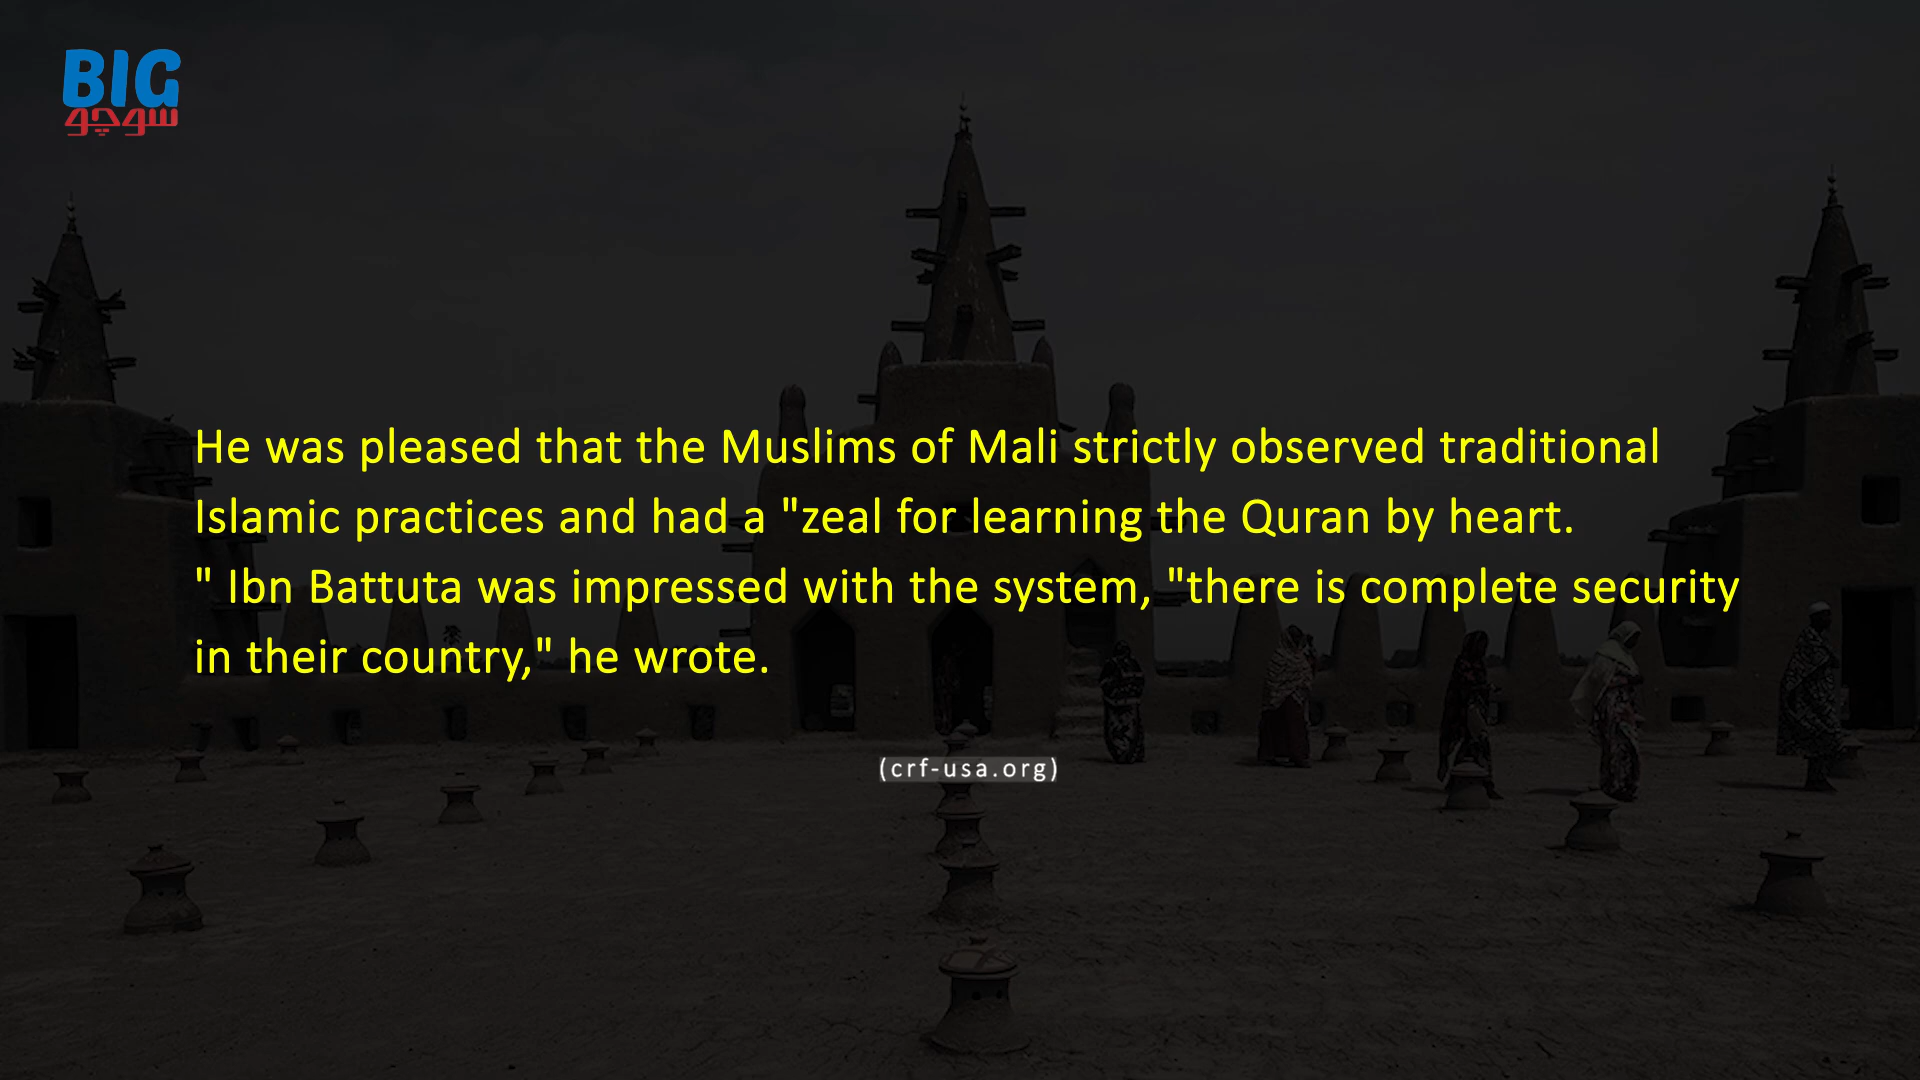 BIG
سوچو
He was pleased that the Muslims of Mali strictly observed traditional
Islamic practices and had a "zeal for learning the Quran by heart.
" Ibn Battuta was impressed with the system, "there is complete security
in their country," he wrote.
(crf-usa.org)